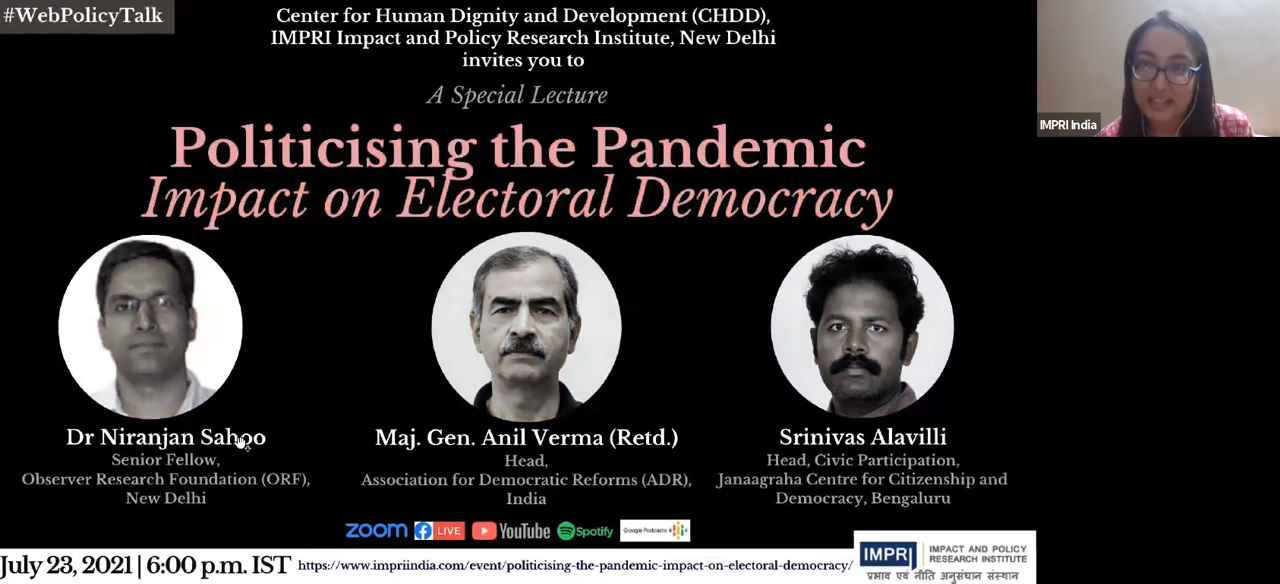 #WebPolicyTalk
Center for Human Dignity and Development (CHDD),
IMPRI Impact and Policy Research Institute, New Delhi
invites you to
A Special Lecture
Politicising the Pandemic
Impact on Electoral Democracy
IMPRI India
Dr Niranjan Sahoo
Senior Fellow,
Observer Research Foundation (ORF),
New Delhi
Maj. Gen. Anil Verma (Retd.)
Head,
Association for Democratic Reforms (ADR),
India
Srinivas Alavilli
Head, Civic Participation,
Janaagraha Centre for Citizenship and
Democracy, Bengaluru
zoom LIVE YouTube Spotify Google Podcasts
July 23, 2021 | 6:00 p.m. IST https://www.impriindia.com/event/politicising-the-pandemic-impact-on-electoral-democracy/
IMPRI
IMPACT AND POLICY
RESEARCH INSTITUTE
प्रभाव एवं नीति अनुसंधान संस्थान